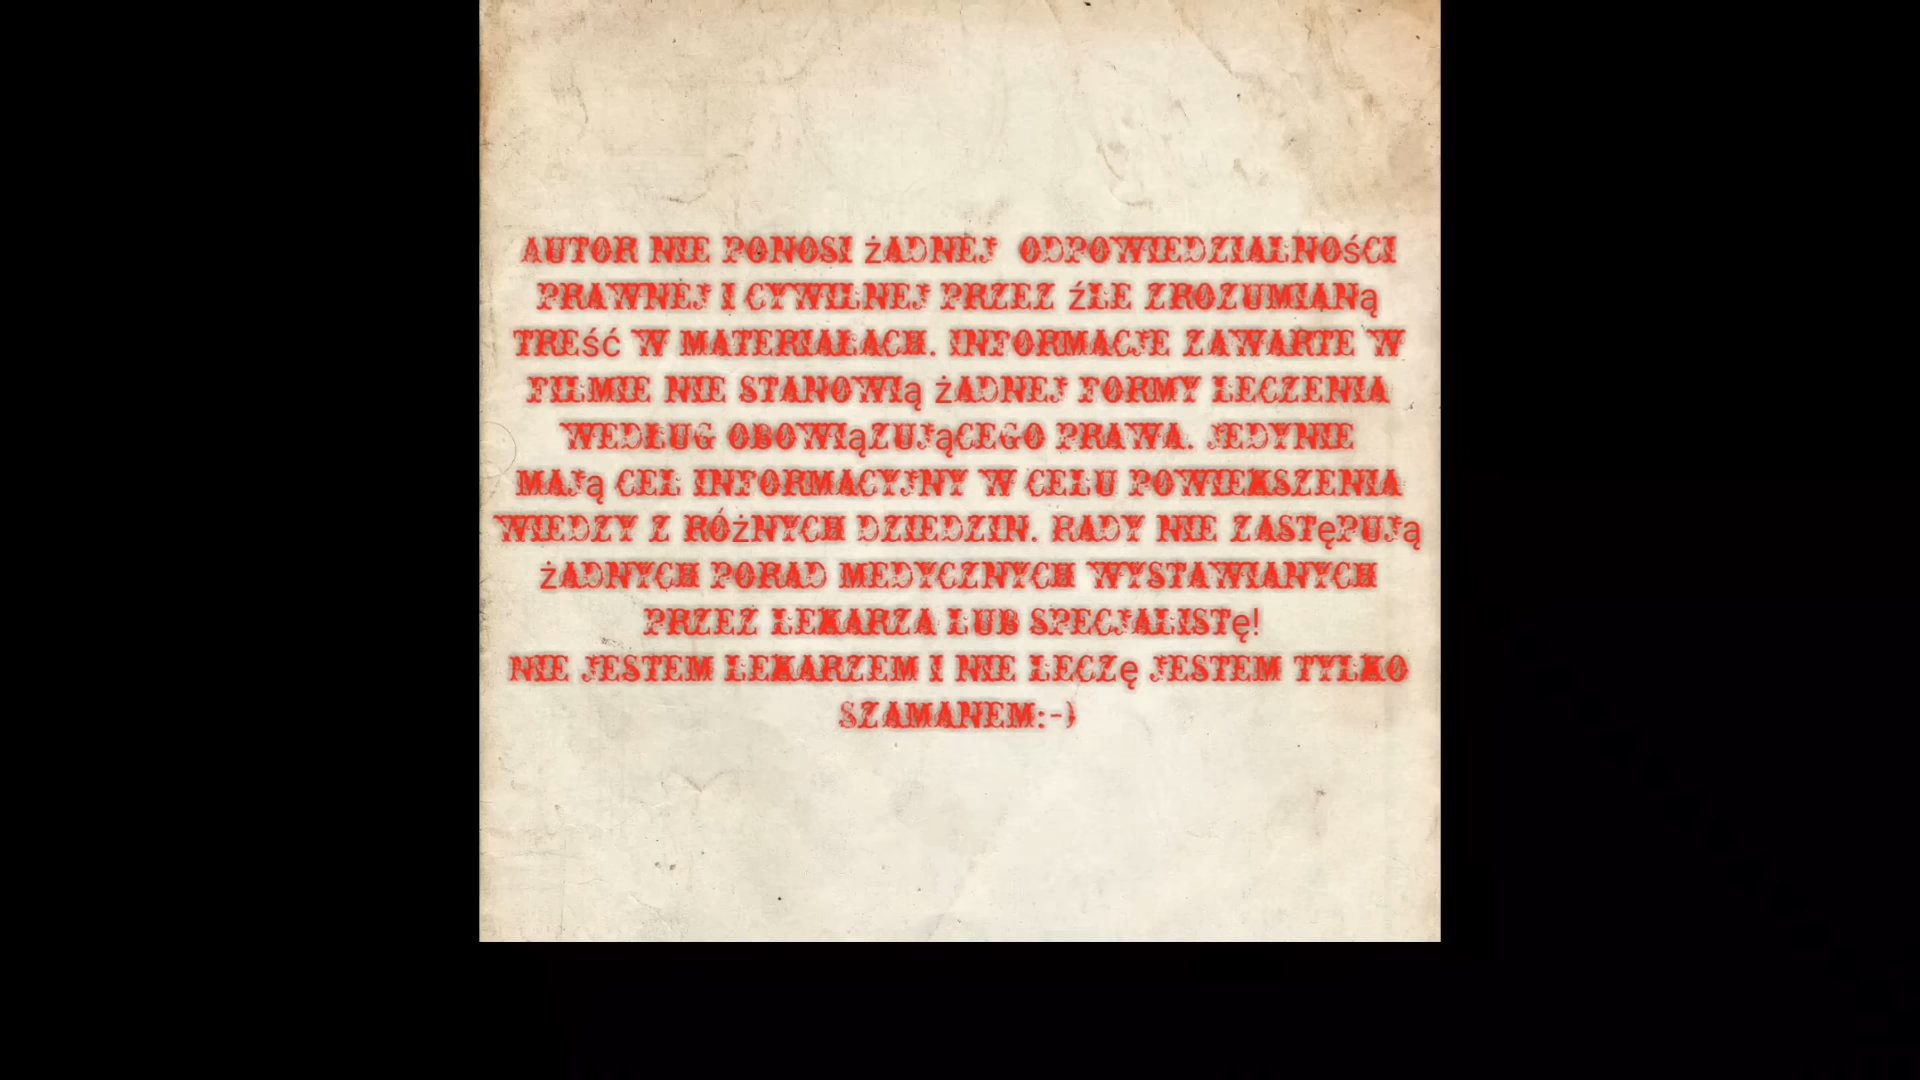 AUTOR NIE PONOSI ŻADNEJ ODPOWIEDZIALNOŚCI
PRAWNEJ I CYWILNEJ PRZEZ ŹLE ZROZUMIANą
TREŚĆ W MATERIAŁACH. INFORMACJE ZAWARTE W
FILMIE NIE STANOWIą ŻADNEJ FORMY LECZENIA
WEDŁUG OBOWIąZUJąCEGO PRAWA. JEDYNIE
MAJą CEL INFORMACYJNY W CELU POWIEKSZENIA
WIEDZY Z RÓŻNYCH DZIEDZIN. RADY NIE ZASTęPUJą
ŻADNYCH PORAD MEDYCZNYCH WYSTAWIANYCH
PRZEZ LEKARZA LUB SPECJALISTę!
NIE JESTEM LEKARZEM I NIE LECZę JESTEM TYLKO
SZAMANEM:-)